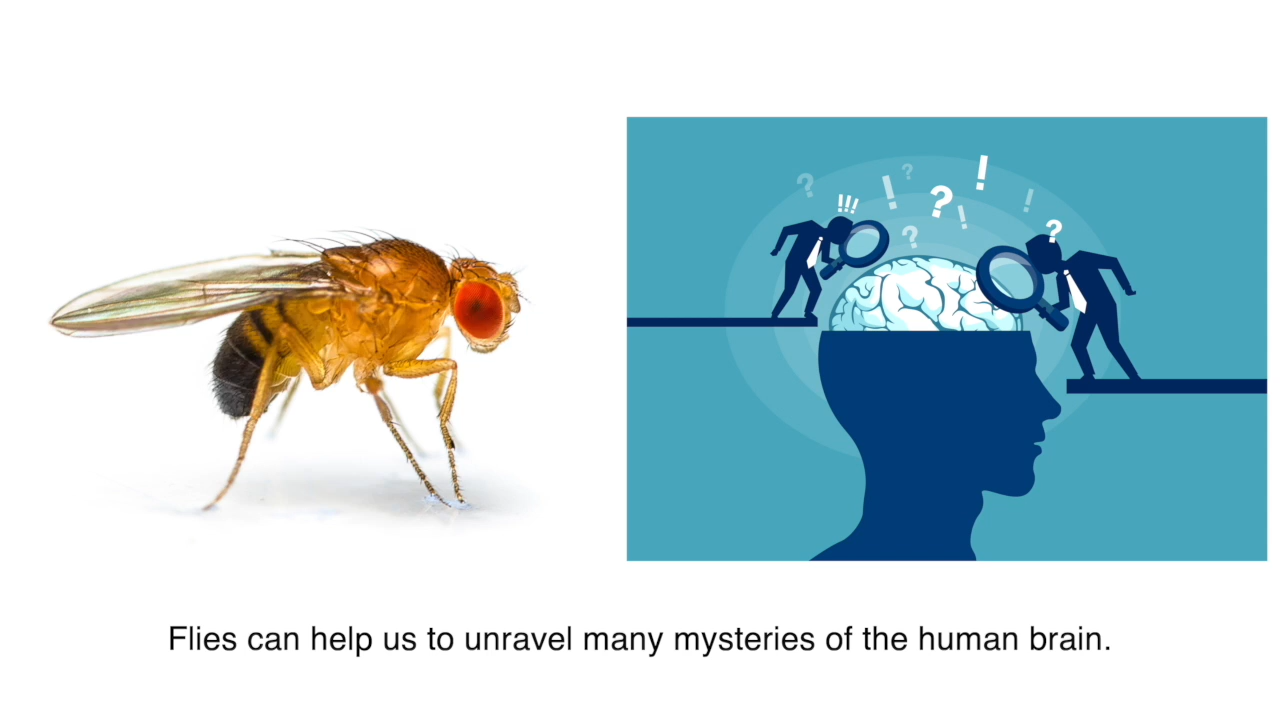 ? ? ! !
!!! ! ? ! ! ?
?
Flies can help us to unravel many mysteries of the human brain.